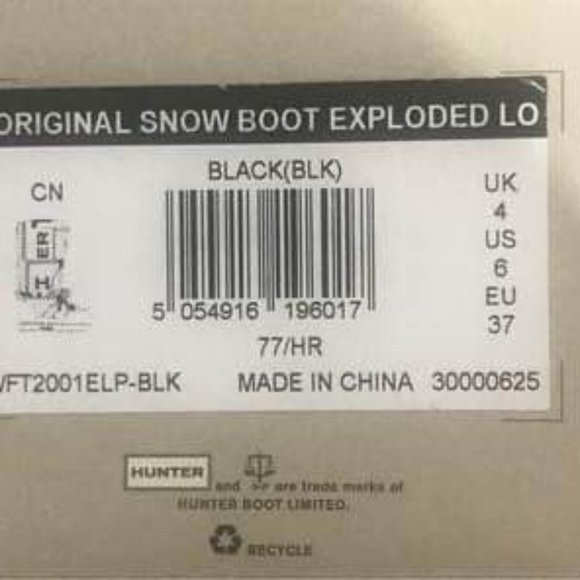 ORIGINAL SNOW BOOT EXPLODED LO
BLACK(BLK)
CN
UK
4
US
6
EU
37
ER
H
5 054916 196017
77/HR
WFT2001ELP-BLK MADE IN CHINA 30000625
HUNTER and are trade marks of
HUNTER BOOT LIMITED.
RECYCLE